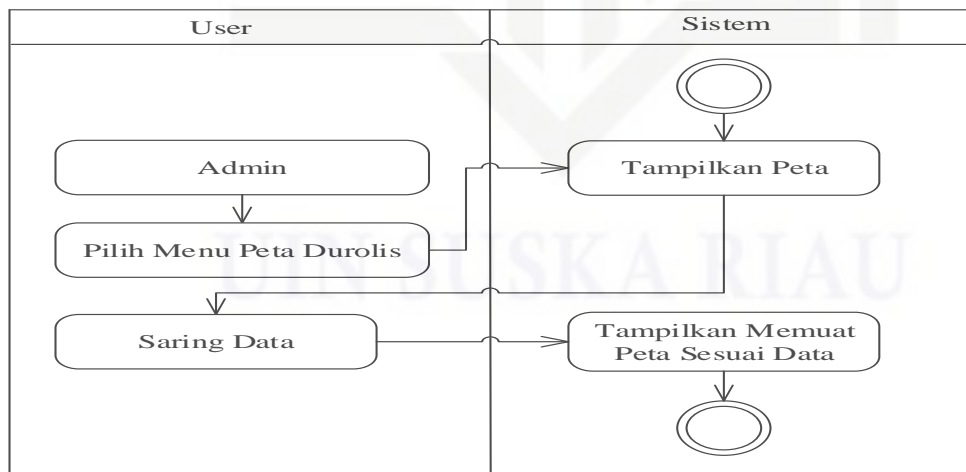 User
Sistem
Admin
Tampilkan Peta
Pilih Menu Peta Durolis
UIN SUSKA RIAU
Saring Data
Tampilkan Memuat
Peta Sesuai Data